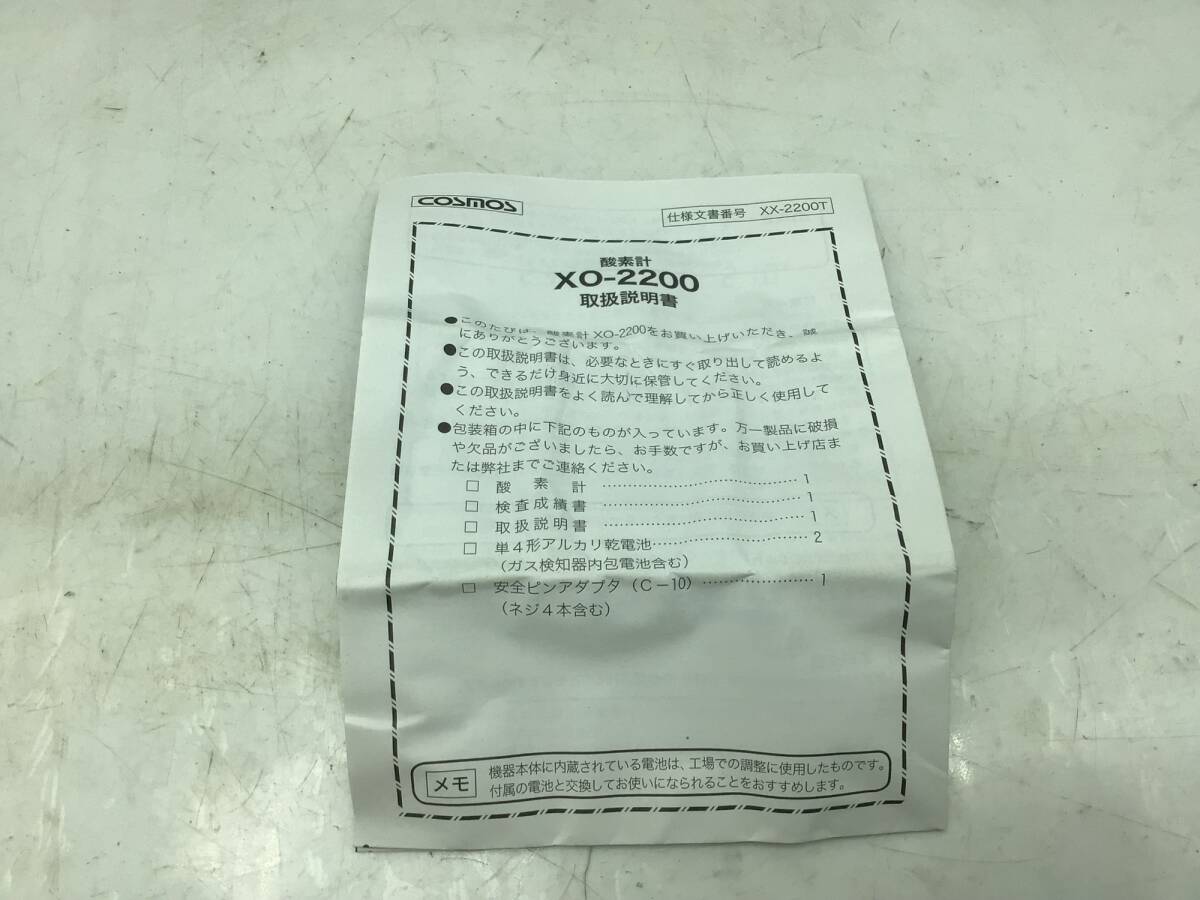 COSMOS
仕様文書番号 XX-2200T
酸素計
XO-2200
取扱説明書
●このたびは、酸素計XO-2200をお買い上げいただき、誠
にありがとうございます。
●この取扱説明書は、必要なときにすぐ取り出して読めるよ
う、できるだけ身近に大切に保管してください。
●この取扱説明書をよく読んで理解してから正しく使用して
ください。
●包装箱の中に下記のものが入っています。万一製品に破損
や欠品がございましたら、お手数ですが、お買い上げ店ま
たは弊社までご連絡ください。
□ 酸素計 ………………………………… 1
□ 検査成績書 ………………………………… 1
□ 取扱説明書 ………………………………… 1
□ 単4形アルカリ乾電池………………………… 2
(ガス検知器内包電池含む)
□ 安全ピンアダプタ(C-10) ………………… 1
(ネジ4本含む)
メモ
機器本体に内蔵されている電池は、工場での調整に使用したものです。
付属の電池と交換してお使いになられることをおすすめします。